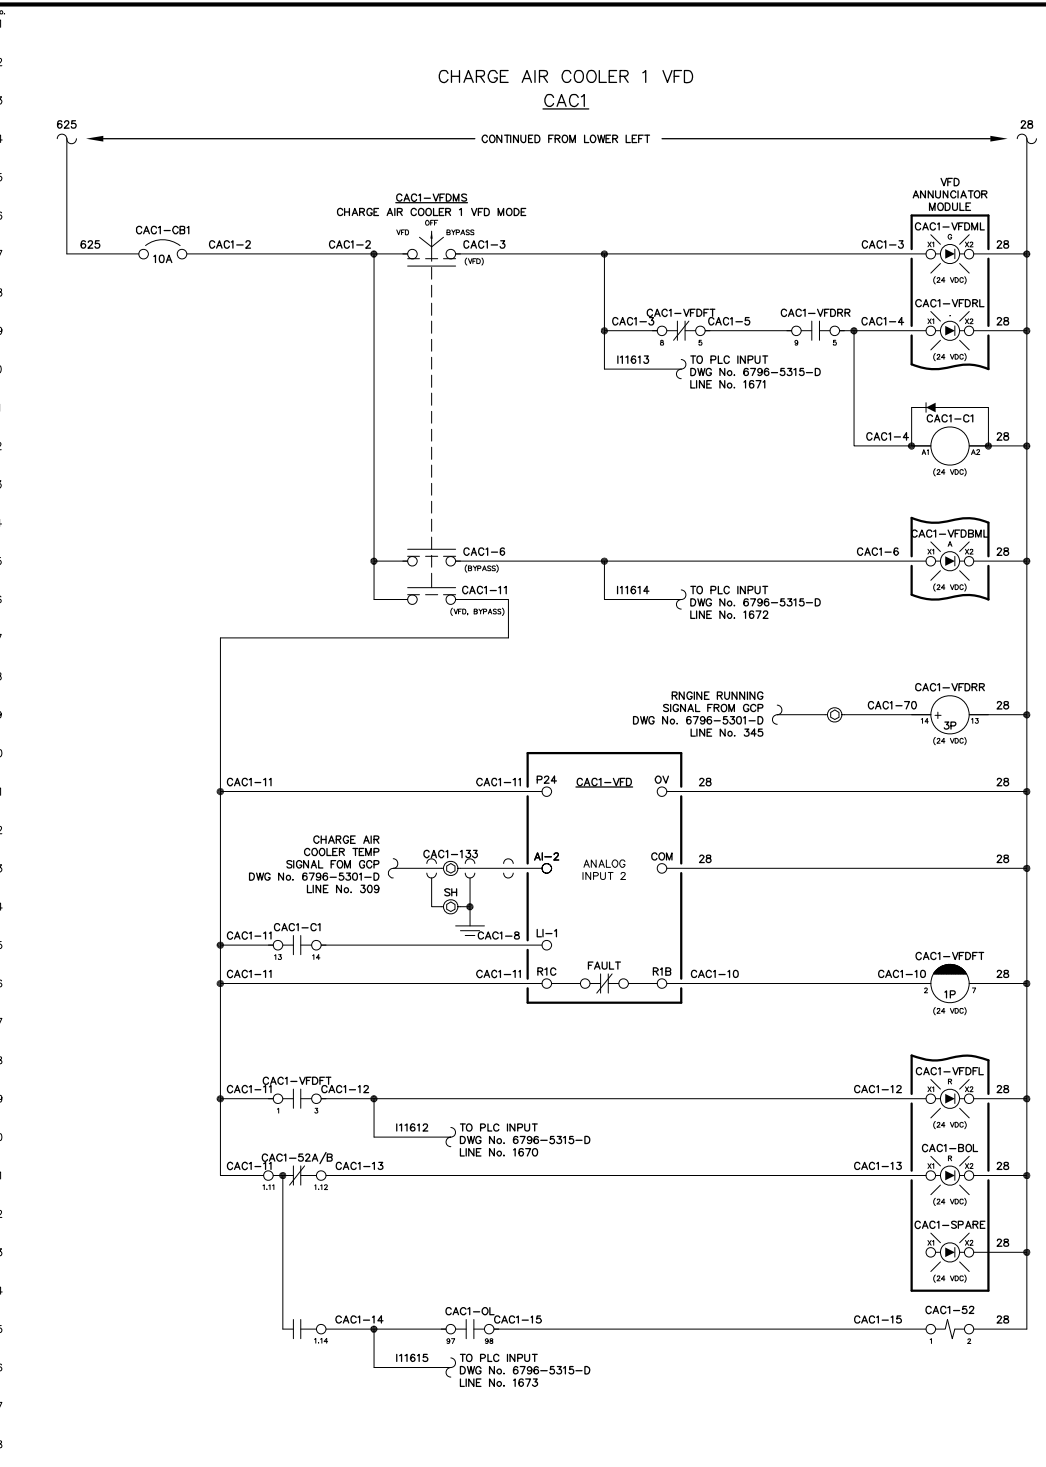 CHARGE AIR COOLER 1 VFD
CAC1
625
CONTINUED FROM LOWER LEFT
28
CAC1-VFDMS
CHARGE AIR COOLER 1 VFD MODE
OFF
VFD
BYPASS
VFD
ANNUNCIATOR
MODULE
CAC1-CB1
10A
625
CAC1-2
CAC1-2
CAC1-3
(VFD)
CAC1-3
CAC1-VFDML
G
X1
X2
28
(24 VDC)
CAC1-3
CAC1-VFDFT
8
5
CAC1-5
CAC1-VFDRR
9
5
CAC1-4
CAC1-VFDRL
X1
X2
28
(24 VDC)
I11613
TO PLC INPUT
DWG No. 6796-5315-D
LINE No. 1671
CAC1-4
CAC1-C1
A1
A2
28
(24 VDC)
CAC1-6
(BYPASS)
CAC1-6
CAC1-VFDBML
A
X1
X2
28
(24 VDC)
CAC1-11
(VFD, BYPASS)
I11614
TO PLC INPUT
DWG No. 6796-5315-D
LINE No. 1672
RNGINE RUNNING
SIGNAL FROM GCP
DWG No. 6796-5301-D
LINE No. 345
CAC1-70
CAC1-VFDRR
14
+
3P
13
28
(24 VDC)
CAC1-11
CAC1-11
P24
CAC1-VFD
OV
28
28
CHARGE AIR
COOLER TEMP
SIGNAL FOM GCP
DWG No. 6796-5301-D
LINE No. 309
CAC1-133
SH
AI-2
ANALOG
INPUT 2
COM
28
28
CAC1-11
CAC1-C1
13
14
CAC1-8
LI-1
CAC1-11
CAC1-11
R1C
FAULT
R1B
CAC1-10
CAC1-10
CAC1-VFDFT
2
1P
7
28
(24 VDC)
CAC1-11
CAC1-VFDFT
1
3
CAC1-12
CAC1-12
CAC1-VFDFL
R
X1
X2
28
(24 VDC)
I11612
TO PLC INPUT
DWG No. 6796-5315-D
LINE No. 1670
CAC1-11
CAC1-52A/B
1.11
1.12
CAC1-13
CAC1-13
CAC1-BOL
R
X1
X2
28
(24 VDC)
CAC1-SPARE
X1
X2
28
(24 VDC)
1.14
CAC1-14
CAC1-OL
97
98
CAC1-15
CAC1-15
CAC1-52
1
2
28
I11615
TO PLC INPUT
DWG No. 6796-5315-D
LINE No. 1673